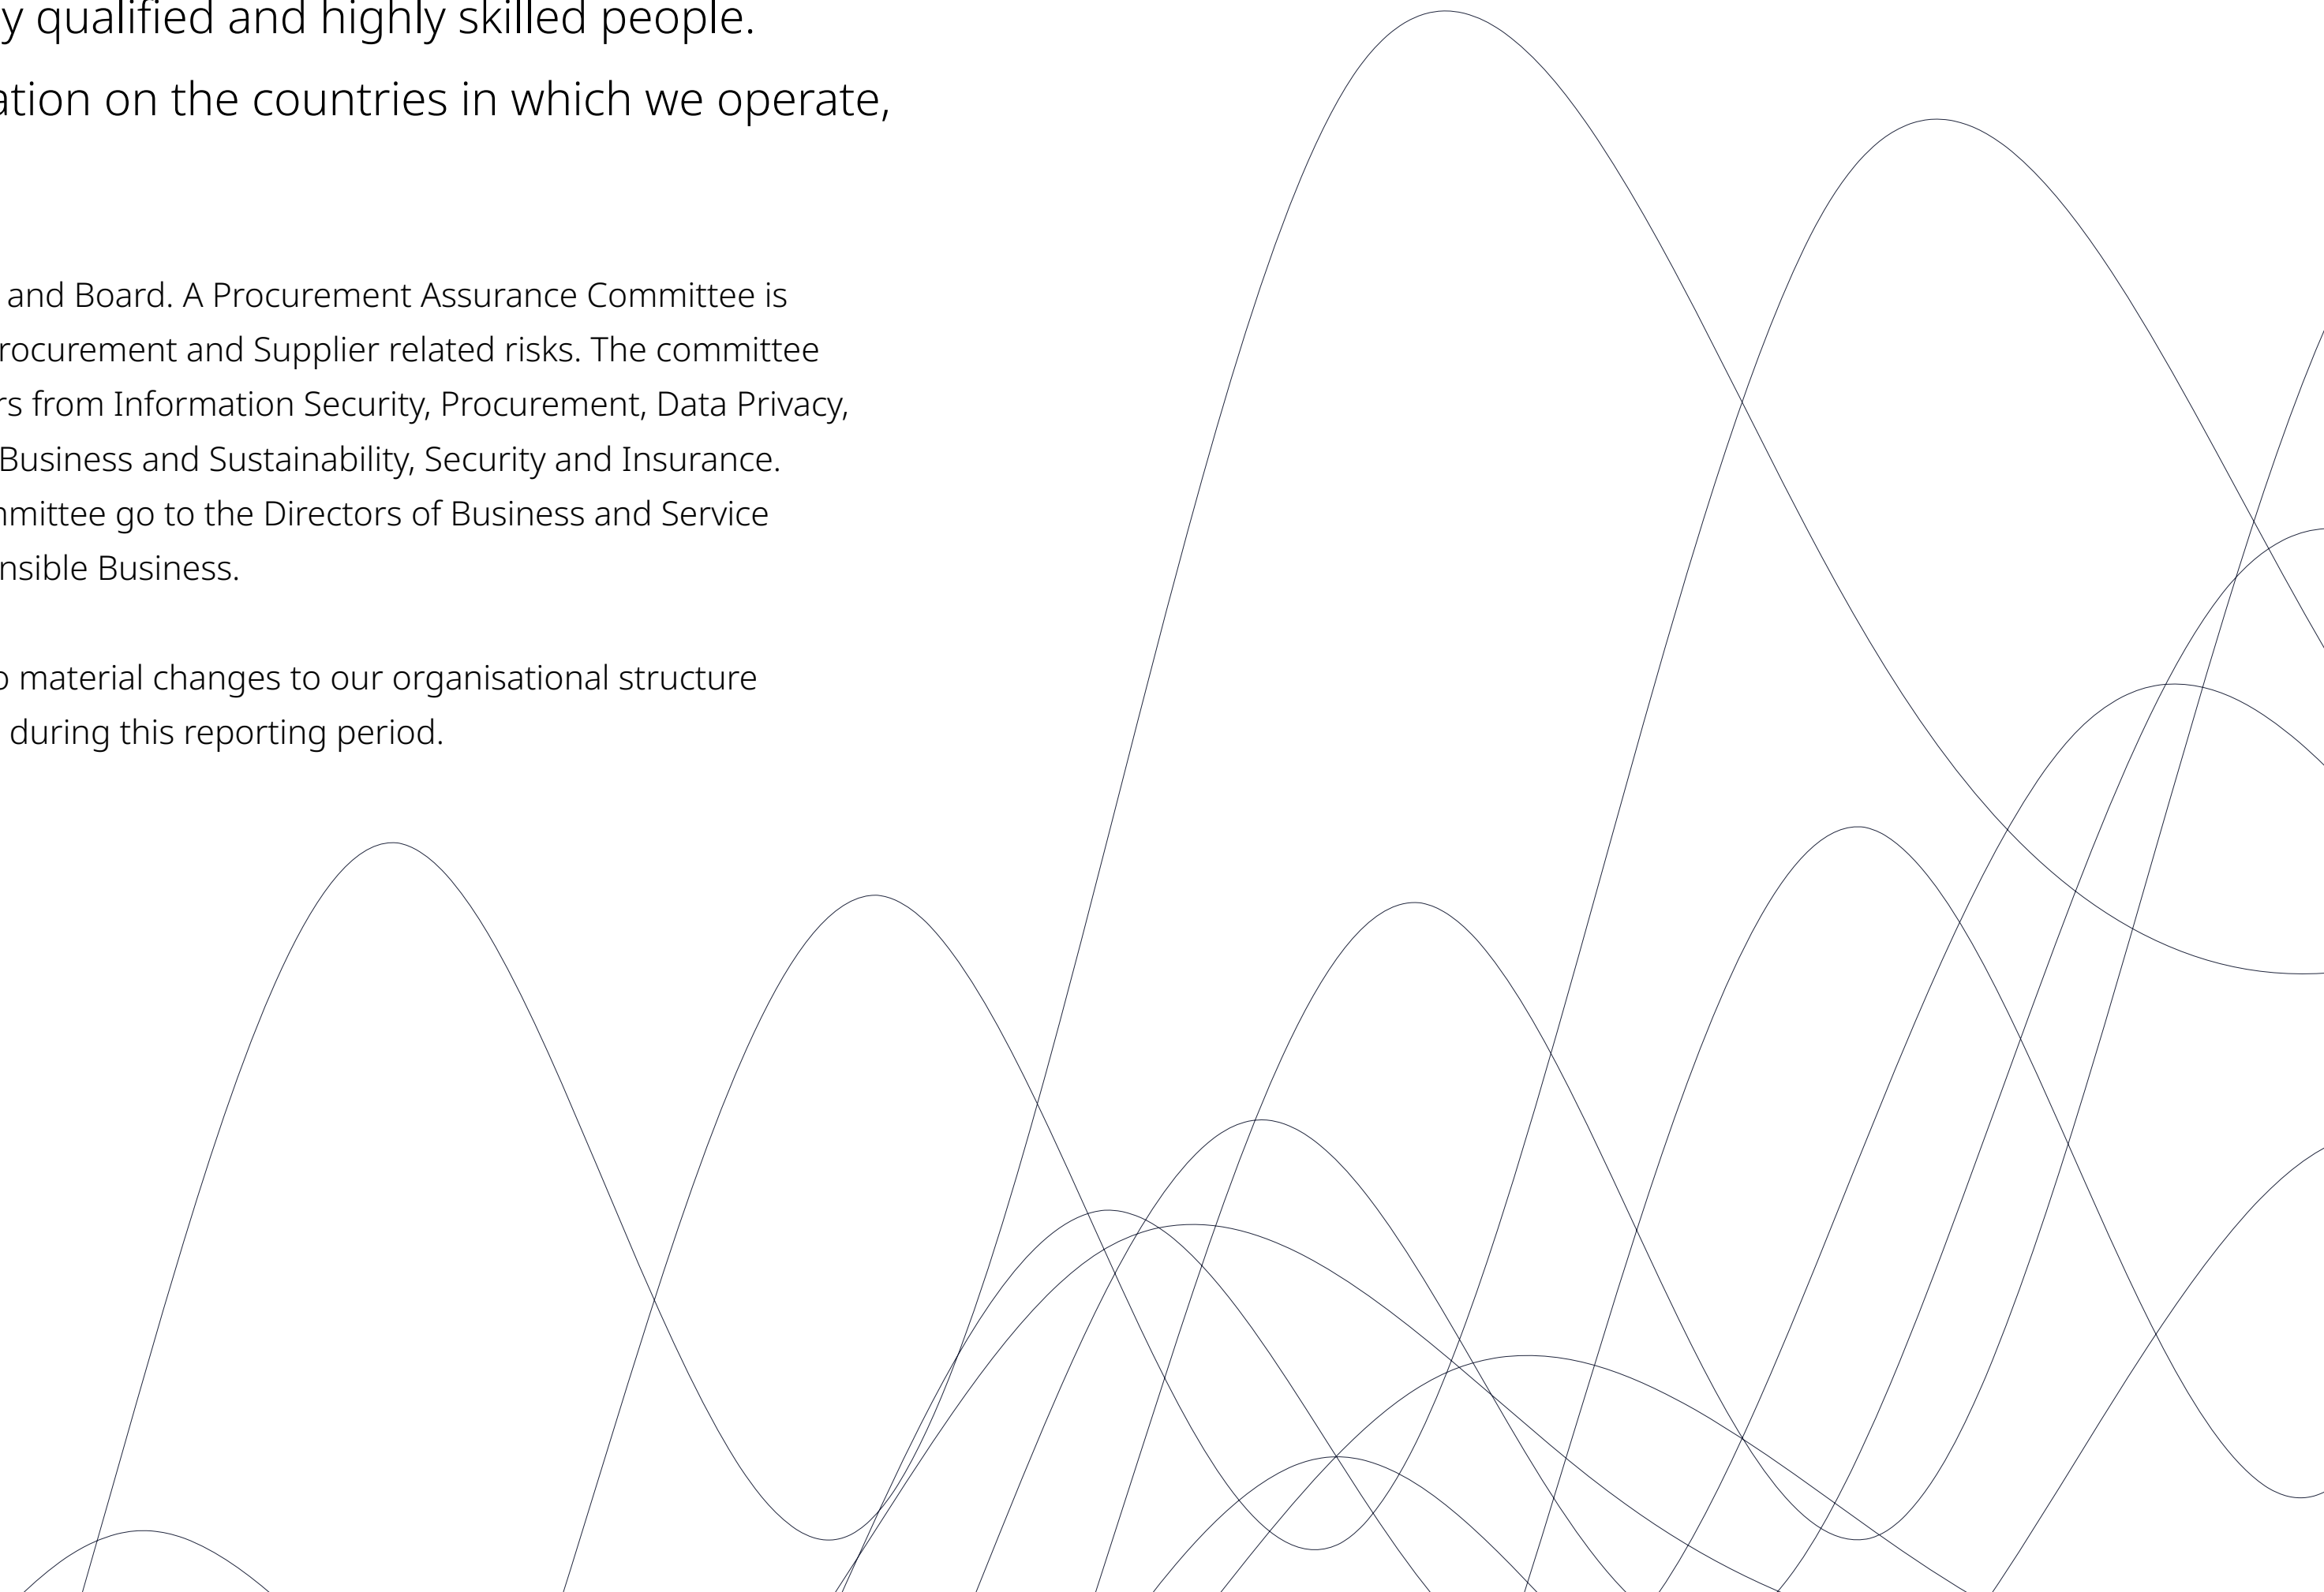 y qualified and highly skilled people.
ation on the countries in which we operate,
and Board. A Procurement Assurance Committee is
rocurement and Supplier related risks. The committee
rs from Information Security, Procurement, Data Privacy,
Business and Sustainability, Security and Insurance.
mmittee go to the Directors of Business and Service
nsible Business.
o material changes to our organisational structure
during this reporting period.